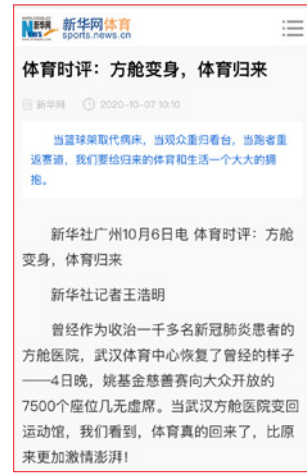 NEWS 新华网 新华网体育
sports.news.cn
体育时评：方舱变身，体育归来
新华网 2020-10-07 10:10
当篮球架取代病床，当观众重归看台，当跑者重
返赛道，我们要给归来的体育和生活一个大大的拥
抱。
新华社广州10月6日电 体育时评：方舱
变身，体育归来
新华社记者王浩明
曾经作为收治一千多名新冠肺炎患者的
方舱医院，武汉体育中心恢复了曾经的样子
——4日晚，姚基金慈善赛向大众开放的
7500个座位几无虚席。当武汉方舱医院变回
运动馆，我们看到，体育真的回来了，比原
来更加激情澎湃！